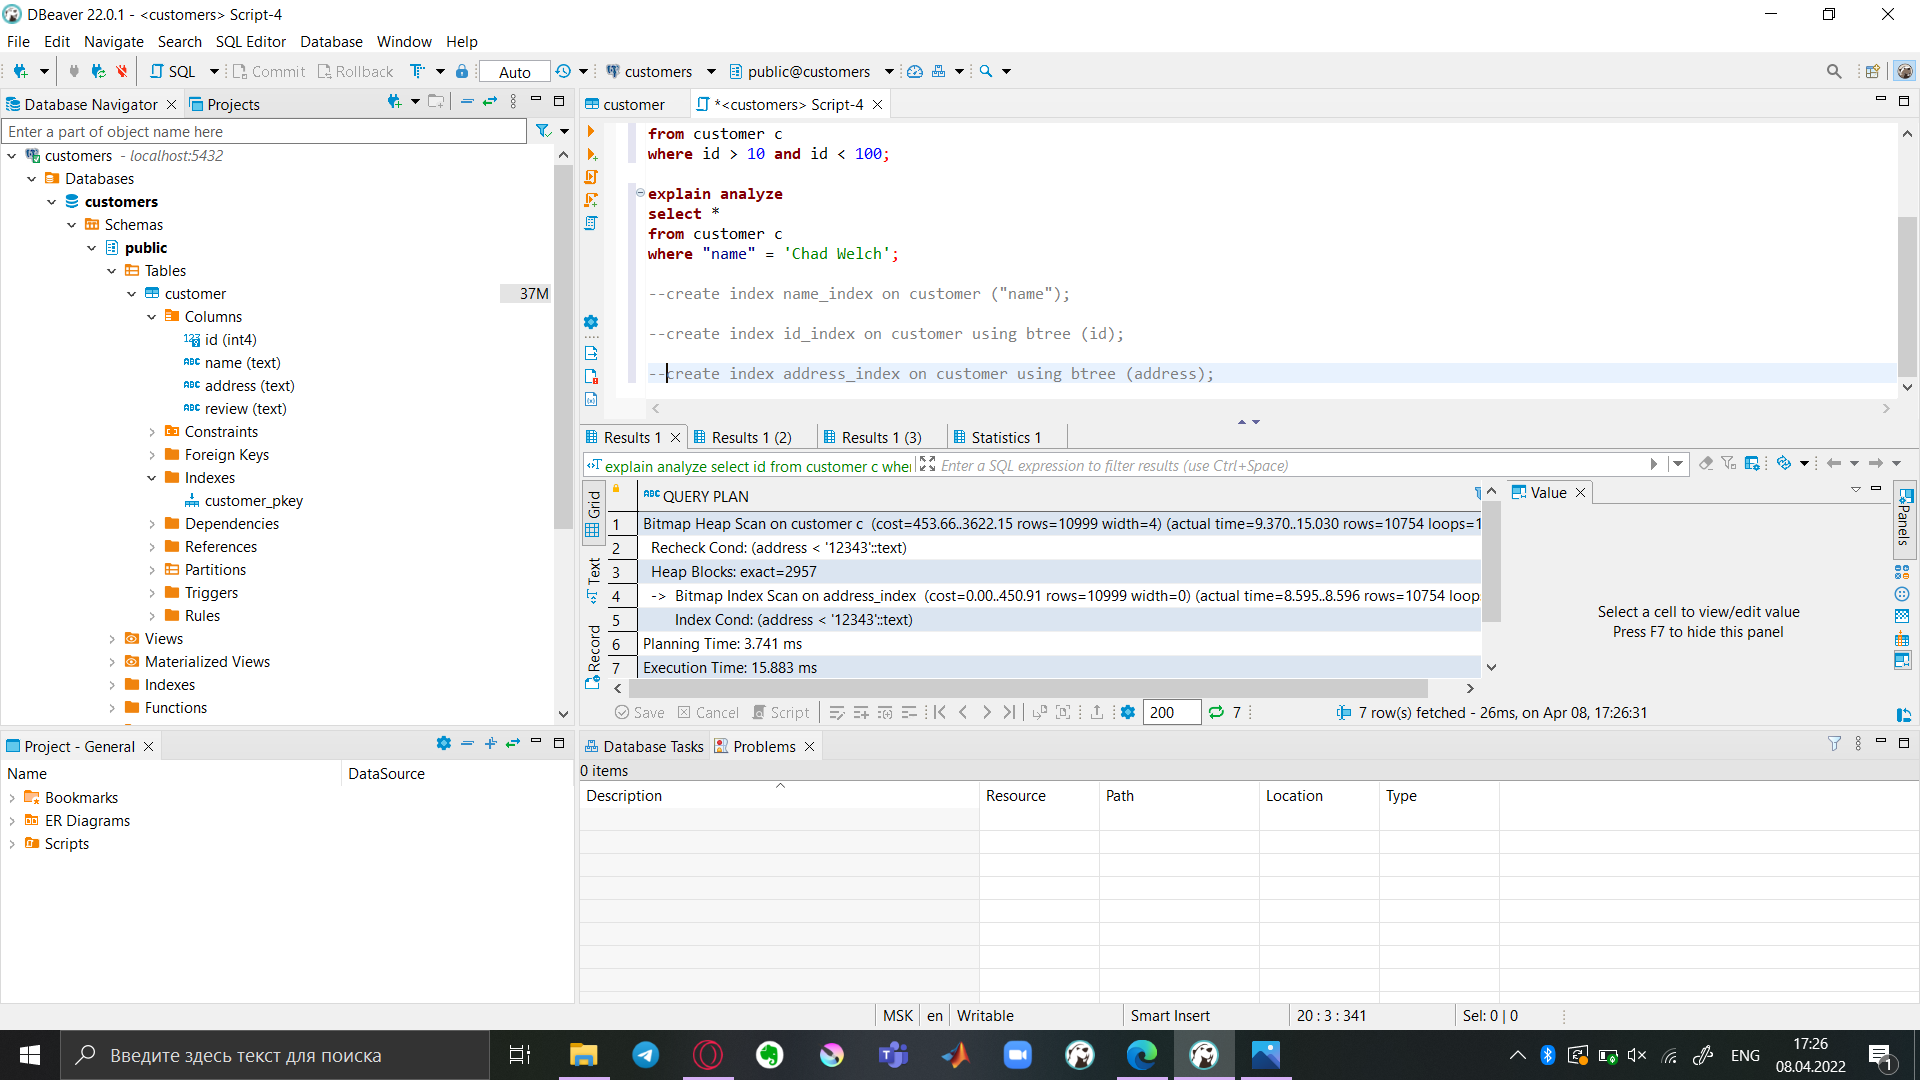 DBeaver 22.0.1 - <customers> Script-4
File Edit Navigate Search SQL Editor Database Window Help
SQL Commit Rollback Auto customers public@customers
Database Navigator Projects
Enter a part of object name here
customers - localhost:5432
Databases
customers
Schemas
public
Tables
customer 37M
Columns
id (int4)
name (text)
address (text)
review (text)
Constraints
Foreign Keys
Indexes
customer_pkey
Dependencies
References
Partitions
Triggers
Rules
Views
Materialized Views
Indexes
Functions
customer *<customers> Script-4
from customer c
where id > 10 and id < 100;
explain analyze
select *
from customer c
where "name" = 'Chad Welch';
--create index name_index on customer ("name");
--create index id_index on customer using btree (id);
--create index address_index on customer using btree (address);
Results 1 Results 1 (2) Results 1 (3) Statistics 1
explain analyze select id from customer c wher Enter a SQL expression to filter results (use Ctrl+Space)
Grid
Text
Record
QUERY PLAN
1 Bitmap Heap Scan on customer c (cost=453.66..3622.15 rows=10999 width=4) (actual time=9.370..15.030 rows=10754 loops=1
2 Recheck Cond: (address < '12343'::text)
3 Heap Blocks: exact=2957
4 -> Bitmap Index Scan on address_index (cost=0.00..450.91 rows=10999 width=0) (actual time=8.595..8.596 rows=10754 loop
5 Index Cond: (address < '12343'::text)
6 Planning Time: 3.741 ms
7 Execution Time: 15.883 ms
Value
Select a cell to view/edit value
Press F7 to hide this panel
Panels
Save Cancel Script 200 7 7 row(s) fetched - 26ms, on Apr 08, 17:26:31
Project - General
Name DataSource
Bookmarks
ER Diagrams
Scripts
Database Tasks Problems
0 items
Description Resource Path Location Type
MSK en Writable Smart Insert 20 : 3 : 341 Sel: 0 | 0
Введите здесь текст для поиска
ENG
17:26
08.04.2022
1